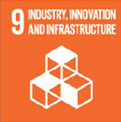 9 INDUSTRY, INNOVATION
AND INFRASTRUCTURE